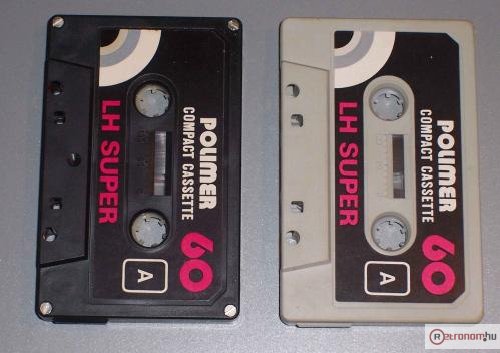 POLIMER
COMPACT CASSETTE
LH SUPER
60
A
POLIMER
COMPACT CASSETTE
LH SUPER
60
A
Retronom.hu